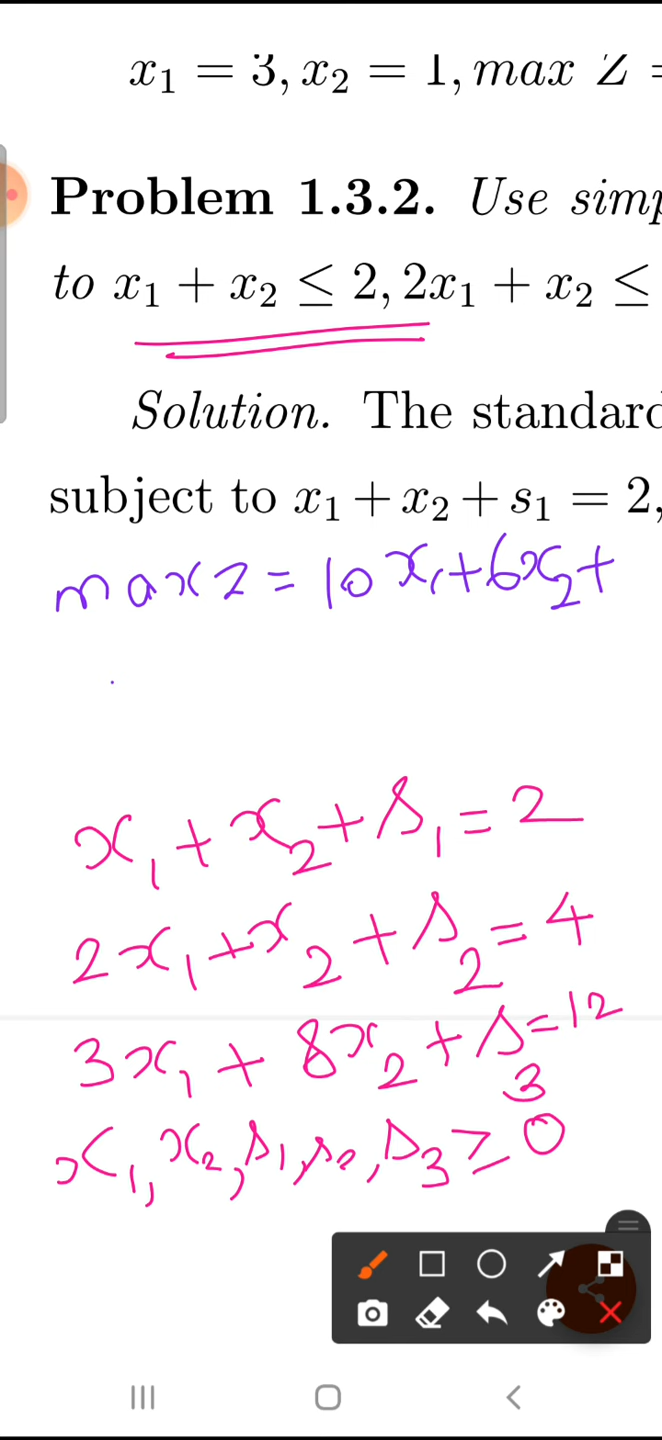 x₁ = 3, x₂ = 1, max Z =
Problem 1.3.2. Use simp
to x₁ + x₂ ≤ 2, 2x₁ + x₂ ≤
Solution. The standard
subject to x₁ + x₂ + s₁ = 2,
max z = 10x₁ + 6x₂ +
x₁ + x₂ + s₁ = 2
2x₁ + x₂ + s₂ = 4
3x₁ + 8x₂ + s₃ = 12
x₁, x₂, s₁, s₂, s₃ ≥ 0